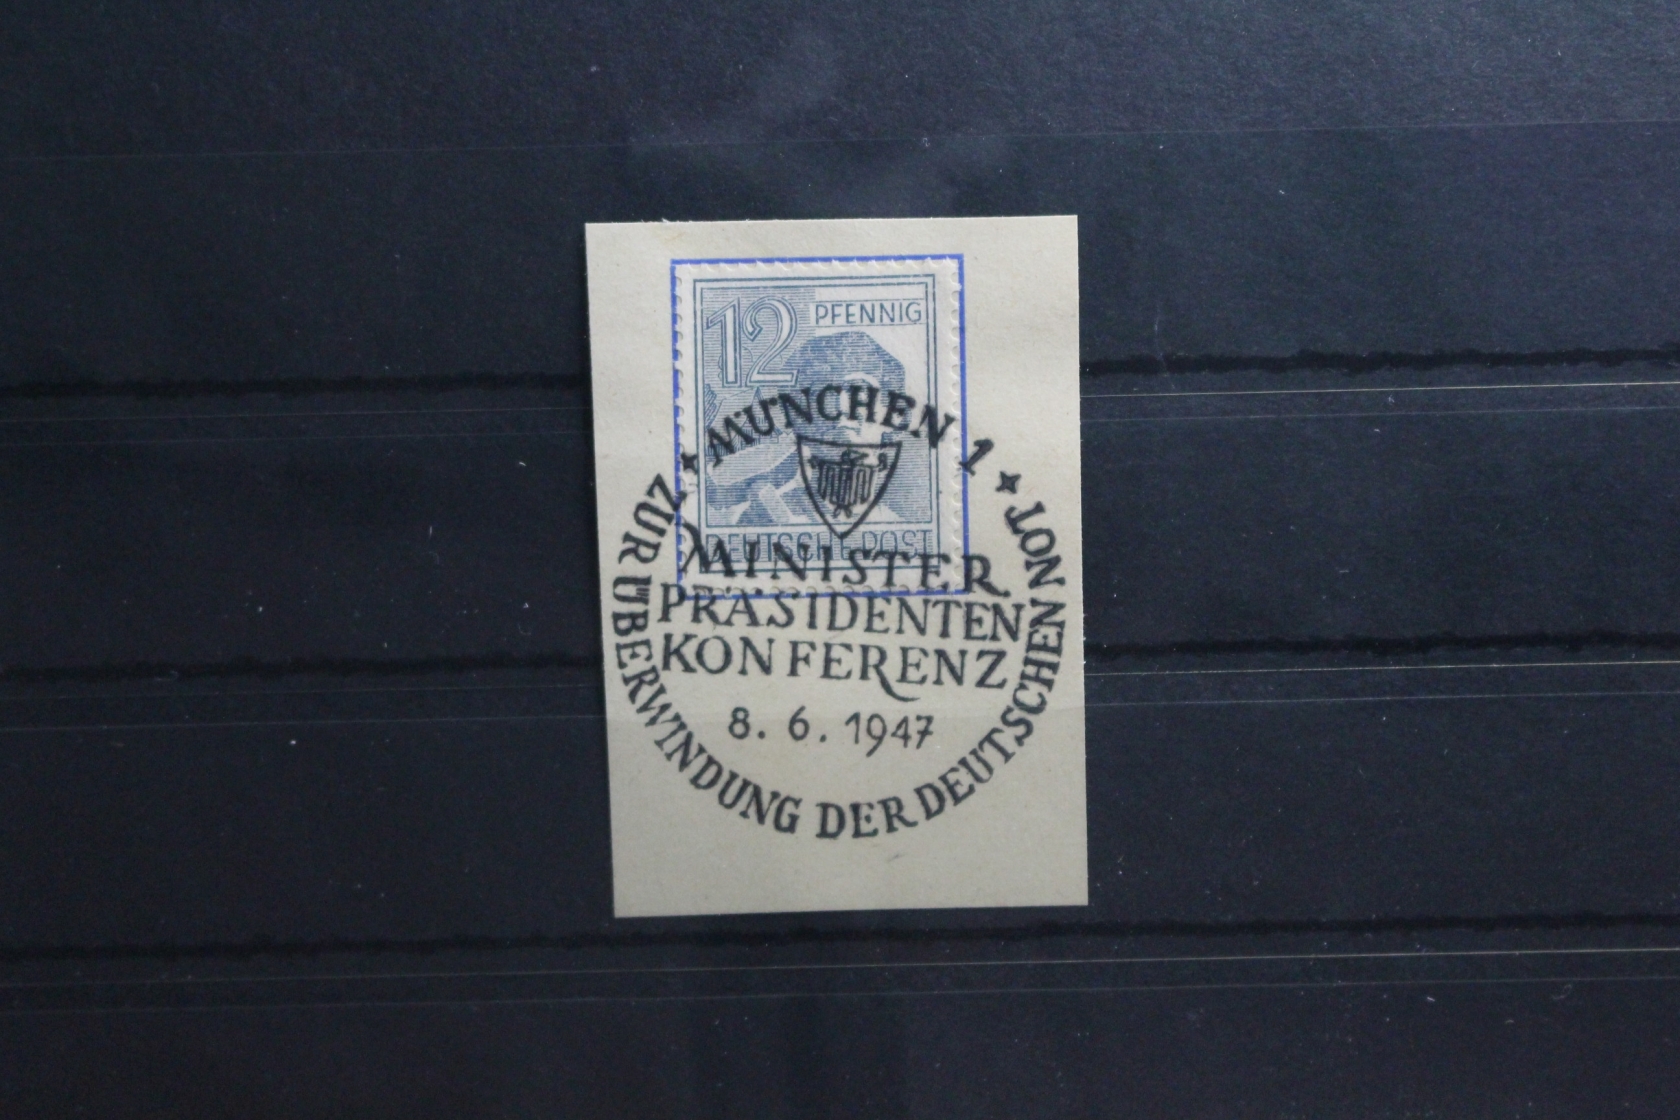 12 PFENNIG
DEUTSCHE POST
MÜNCHEN 1
MINISTER
PRÄSIDENTEN
KONFERENZ
8. 6. 1947
ZUR ÜBERWINDUNG DER DEUTSCHEN NOT